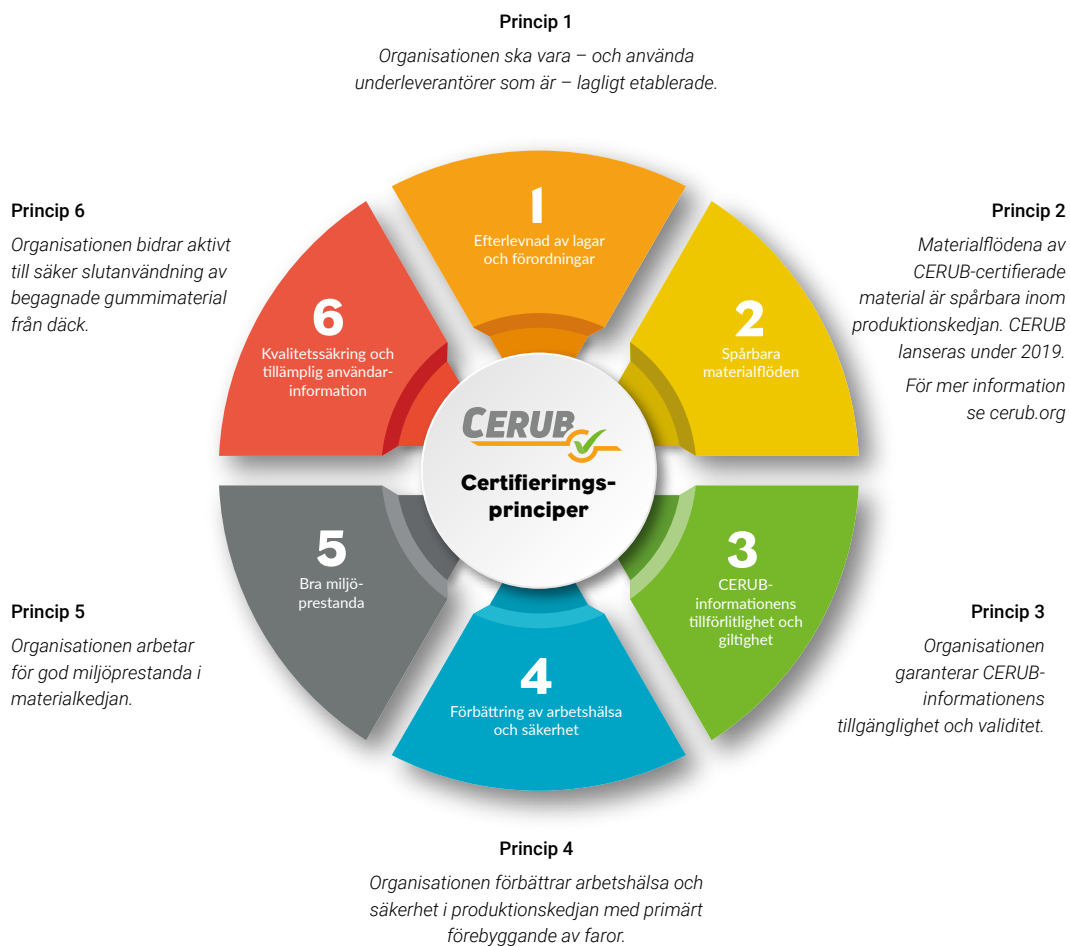 Princip 1
Organisationen ska vara – och använda
underleverantörer som är – lagligt etablerade.
1
Efterlevnad av lagar
och förordningar
Princip 2
Materialflödena av
CERUB-certifierade
material är spårbara inom
produktionskedjan. CERUB
lanseras under 2019.
För mer information
se cerub.org
2
Spårbara
materialflöden
Princip 6
Organisationen bidrar aktivt
till säker slutanvändning av
begagnade gummimaterial
från däck.
6
Kvalitetssäkring och
tillämplig användar-
information
CERUB
Certifierirngs-
principer
3
CERUB-
informationens
tillförlitlighet och
giltighet
Princip 3
Organisationen
garanterar CERUB-
informationens
tillgänglighet och validitet.
5
Bra miljö-
prestanda
Princip 5
Organisationen arbetar
för god miljöprestanda i
materialkedjan.
4
Förbättring av arbetshälsa
och säkerhet
Princip 4
Organisationen förbättrar arbetshälsa och
säkerhet i produktionskedjan med primärt
förebyggande av faror.